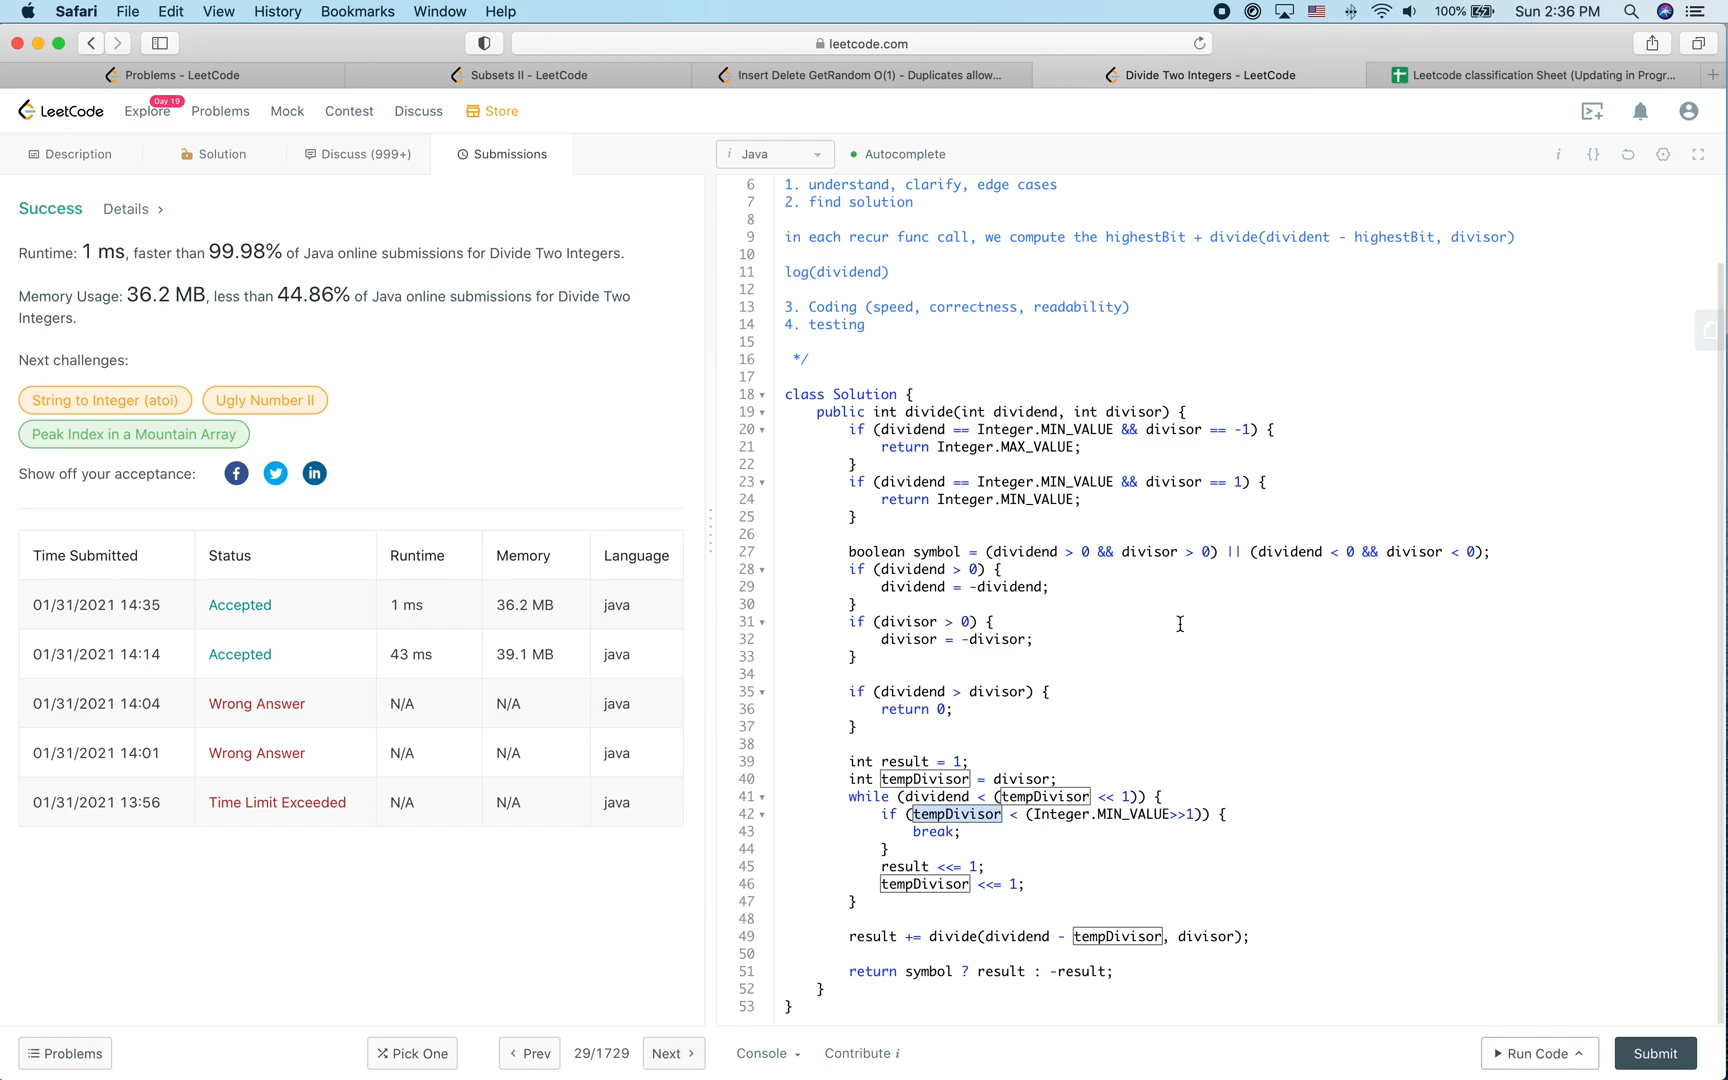 Safari File Edit View History Bookmarks Window Help 100% Sun 2:36 PM
leetcode.com
Problems - LeetCode
Subsets II - LeetCode
Insert Delete GetRandom O(1) - Duplicates allow...
Divide Two Integers - LeetCode
Leetcode classification Sheet (Updating in Progr...
LeetCode Explore Day 19 Problems Mock Contest Discuss Store
Description Solution Discuss (999+) Submissions
i Java Autocomplete
Success Details
Runtime: 1 ms, faster than 99.98% of Java online submissions for Divide Two Integers.
Memory Usage: 36.2 MB, less than 44.86% of Java online submissions for Divide Two
Integers.
Next challenges:
String to Integer (atoi) Ugly Number II
Peak Index in a Mountain Array
Show off your acceptance:
Time Submitted Status Runtime Memory Language
01/31/2021 14:35 Accepted 1 ms 36.2 MB java
01/31/2021 14:14 Accepted 43 ms 39.1 MB java
01/31/2021 14:04 Wrong Answer N/A N/A java
01/31/2021 14:01 Wrong Answer N/A N/A java
01/31/2021 13:56 Time Limit Exceeded N/A N/A java
6 1. understand, clarify, edge cases
7 2. find solution
8
9 in each recur func call, we compute the highestBit + divide(divident - highestBit, divisor)
10
11 log(dividend)
12
13 3. Coding (speed, correctness, readability)
14 4. testing
15
16 */
17
18 class Solution {
19 public int divide(int dividend, int divisor) {
20 if (dividend == Integer.MIN_VALUE && divisor == -1) {
21 return Integer.MAX_VALUE;
22 }
23 if (dividend == Integer.MIN_VALUE && divisor == 1) {
24 return Integer.MIN_VALUE;
25 }
26
27 boolean symbol = (dividend > 0 && divisor > 0) || (dividend < 0 && divisor < 0);
28 if (dividend > 0) {
29 dividend = -dividend;
30 }
31 if (divisor > 0) {
32 divisor = -divisor;
33 }
34
35 if (dividend > divisor) {
36 return 0;
37 }
38
39 int result = 1;
40 int tempDivisor = divisor;
41 while (dividend < (tempDivisor << 1)) {
42 if (tempDivisor < (Integer.MIN_VALUE>>1)) {
43 break;
44 }
45 result <<= 1;
46 tempDivisor <<= 1;
47 }
48
49 result += divide(dividend - tempDivisor, divisor);
50
51 return symbol ? result : -result;
52 }
53 }
Problems Pick One Prev 29/1729 Next Console Contribute i Run Code Submit